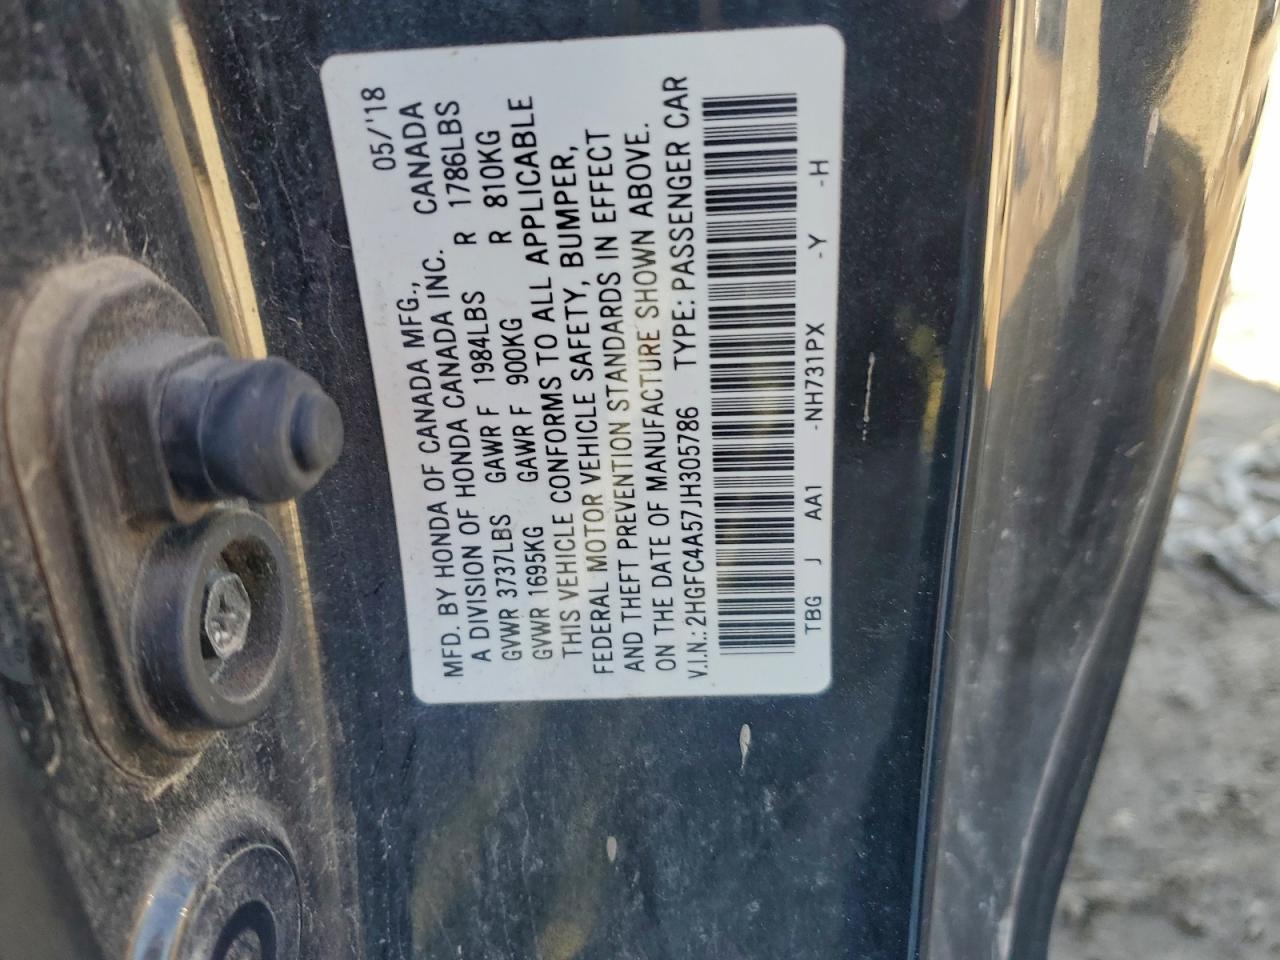 MFD. BY HONDA OF CANADA MFG., 05/'18
A DIVISION OF HONDA CANADA INC. CANADA
GVWR 3737LBS GAWR F 1984LBS R 1786LBS
GVWR 1695KG GAWR F 900KG R 810KG
THIS VEHICLE CONFORMS TO ALL APPLICABLE
FEDERAL MOTOR VEHICLE SAFETY, BUMPER,
AND THEFT PREVENTION STANDARDS IN EFFECT
ON THE DATE OF MANUFACTURE SHOWN ABOVE.
V.I.N.: 2HGFC4A57JH305786 TYPE: PASSENGER CAR
TBG J AA1 -NH731PX -Y -H